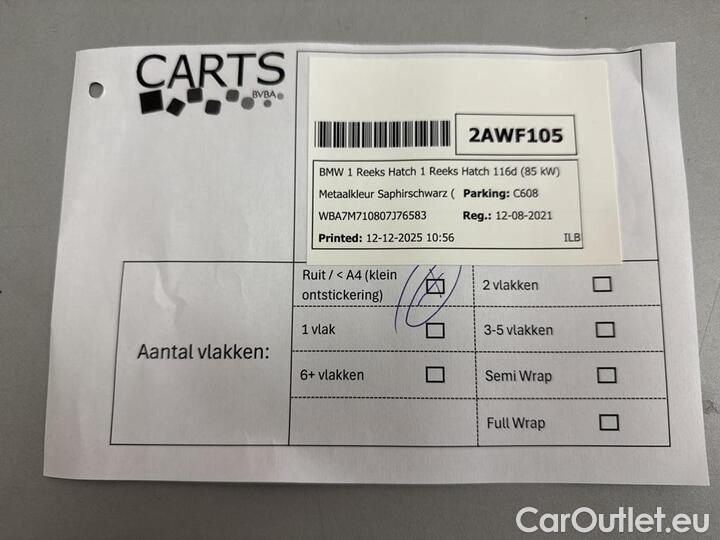 CARTS
BVBA
2AWF105
BMW 1 Reeks Hatch 1 Reeks Hatch 116d (85 kW)
Metaalkleur Saphirschwarz ( Parking: C608
WBA7M710807J76583 Reg.: 12-08-2021
Printed: 12-12-2025 10:56 ILB
Aantal vlakken:
Ruit / < A4 (klein
ontstickering)
2 vlakken
1 vlak
3-5 vlakken
6+ vlakken
Semi Wrap
Full Wrap
CarOutlet.eu